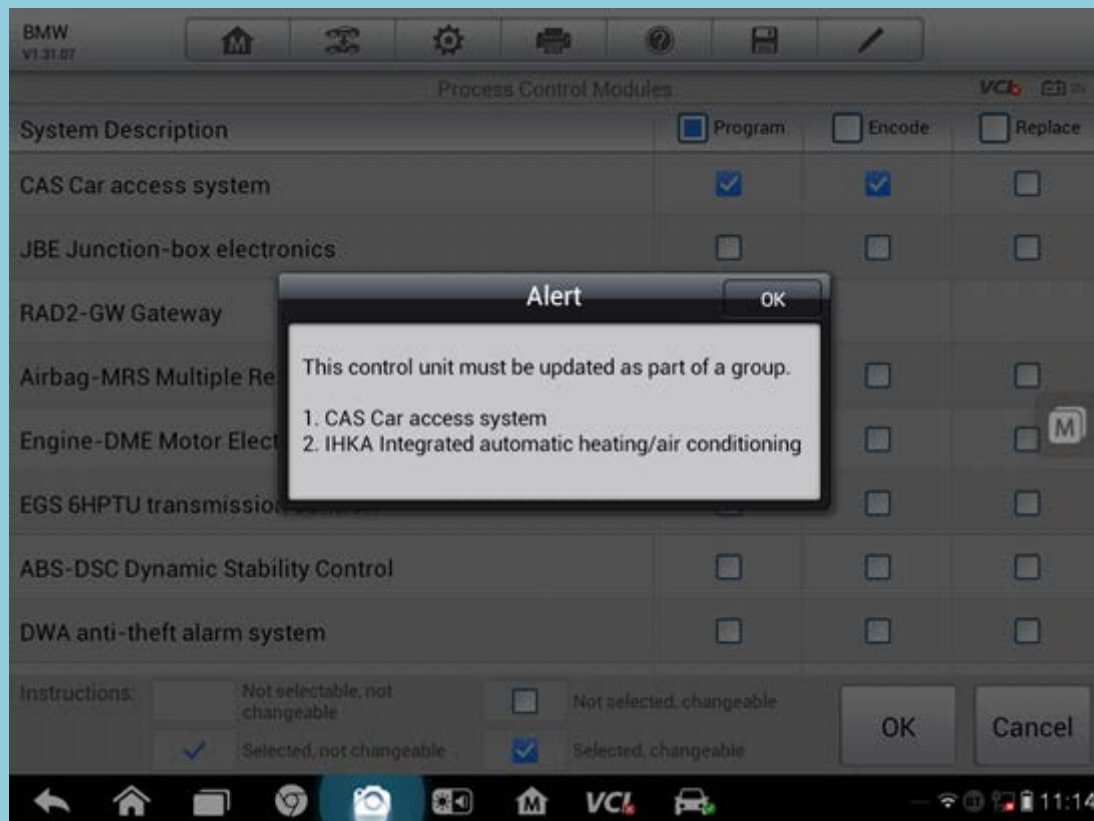 BMW
V1.31.07
Process Control Modules
VCI
System Description
Program
Encode
Replace
CAS Car access system
JBE Junction-box electronics
RAD2-GW Gateway
Airbag-MRS Multiple Re
Engine-DME Motor Elect
EGS 6HPTU transmission
ABS-DSC Dynamic Stability Control
DWA anti-theft alarm system
Alert
OK
This control unit must be updated as part of a group.
1. CAS Car access system
2. IHKA Integrated automatic heating/air conditioning
M
Instructions:
Not selectable, not
changeable
Not selected, changeable
Selected, not changeable
Selected, changeable
OK
Cancel
M
VCI
11:14